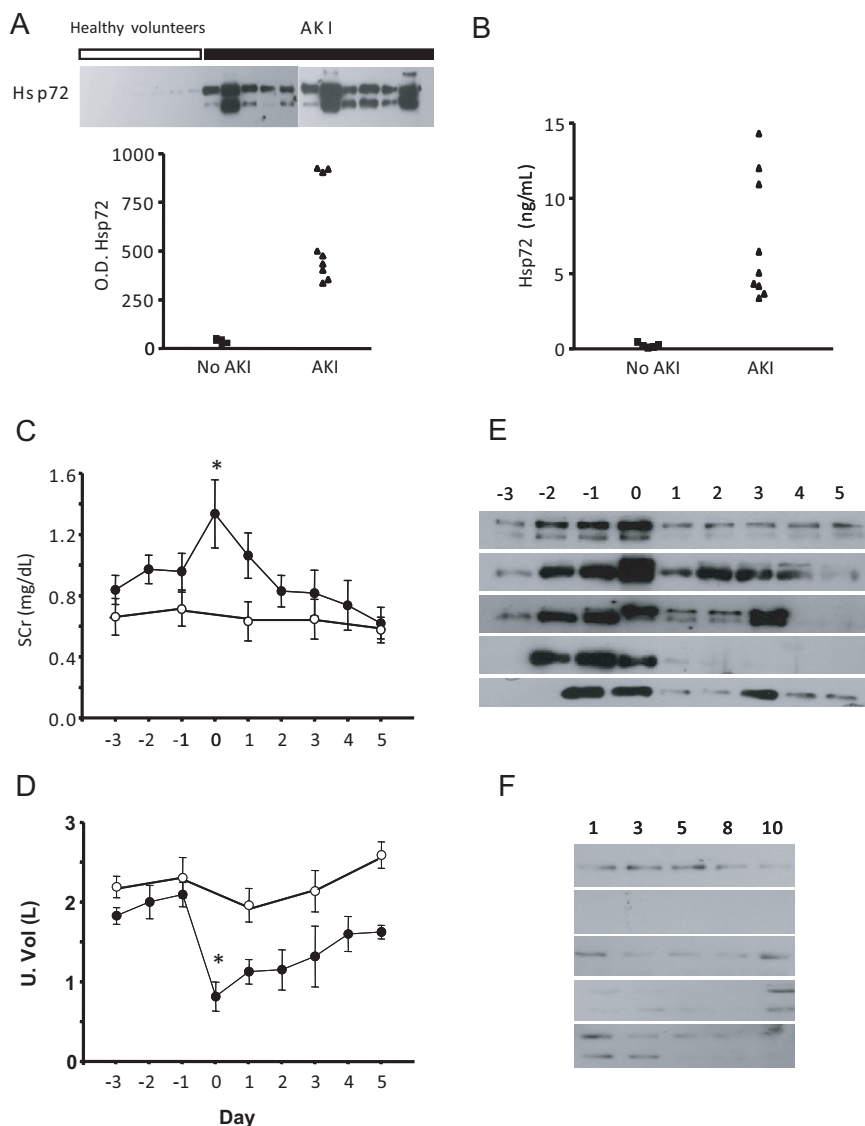 A
Healthy volunteers
AKI
Hsp72
1000
750
500
250
0
O.D. Hsp72
No AKI
AKI
B
15
10
5
0
Hsp72 (ng/mL)
No AKI
AKI
C
1.6
1.2
0.8
0.4
0.0
SCr (mg/dL)
*
-3 -2 -1 0 1 2 3 4 5
D
3
2
1
0
U. Vol (L)
*
-3 -2 -1 0 1 2 3 4 5
Day
E
-3 -2 -1 0 1 2 3 4 5
F
1 3 5 8 10